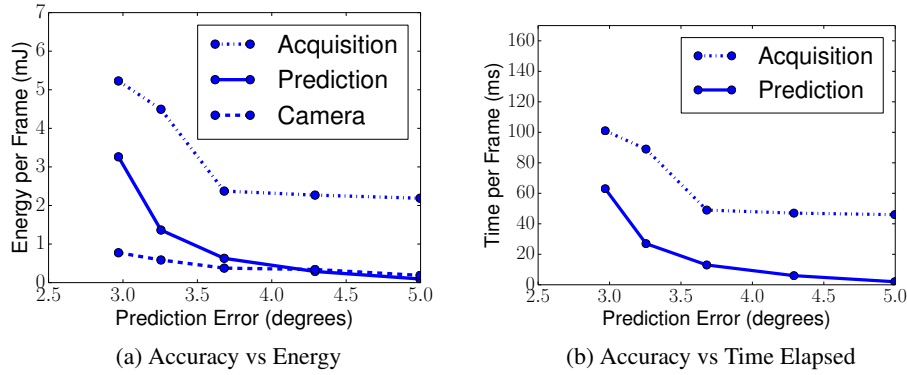 7
6
5
4
3
2
1
0
Energy per Frame (mJ)
Acquisition
Prediction
Camera
2.5 3.0 3.5 4.0 4.5 5.0
Prediction Error (degrees)
(a) Accuracy vs Energy
160
140
120
100
80
60
40
20
0
Time per Frame (ms)
Acquisition
Prediction
2.5 3.0 3.5 4.0 4.5 5.0
Prediction Error (degrees)
(b) Accuracy vs Time Elapsed